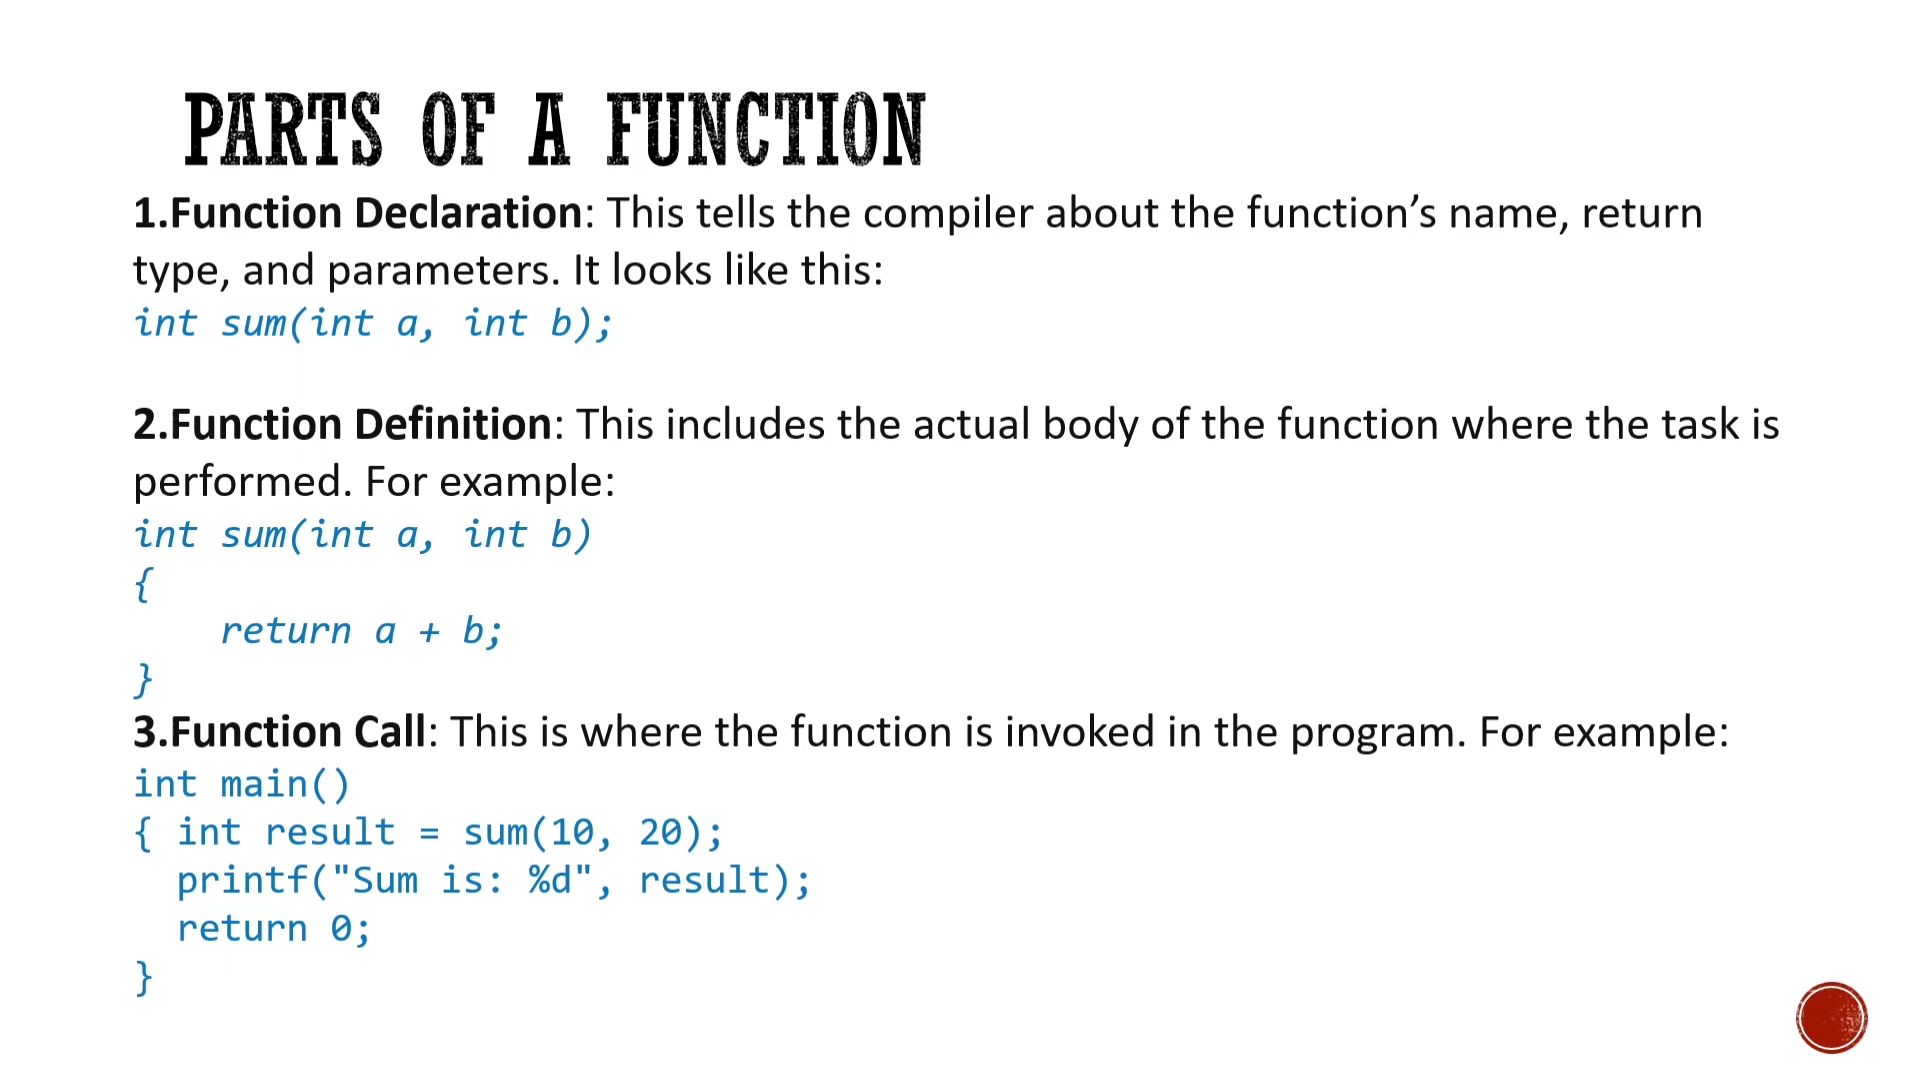 PARTS OF A FUNCTION
1.Function Declaration: This tells the compiler about the function’s name, return
type, and parameters. It looks like this:
int sum(int a, int b);
2.Function Definition: This includes the actual body of the function where the task is
performed. For example:
int sum(int a, int b)
{
    return a + b;
}
3.Function Call: This is where the function is invoked in the program. For example:
int main()
{ int result = sum(10, 20);
  printf("Sum is: %d", result);
  return 0;
}